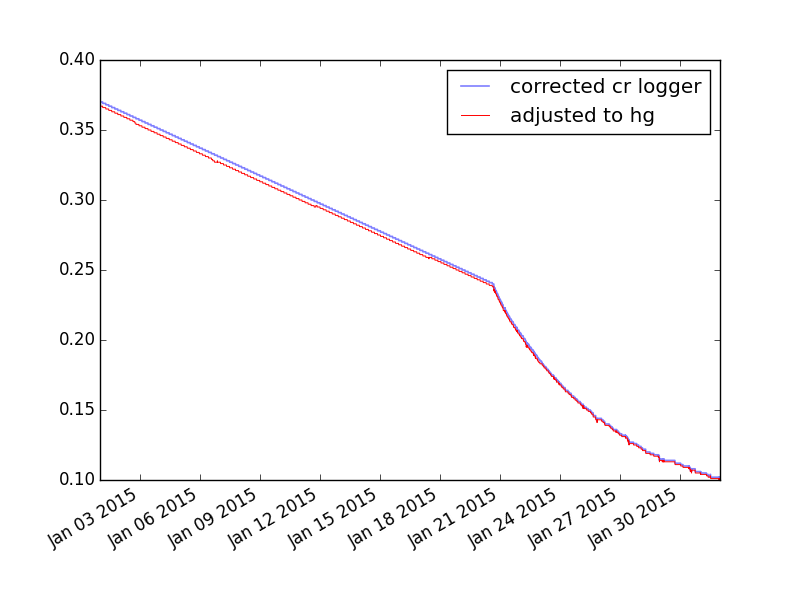 0.40
corrected cr logger
adjusted to hg
0.35
0.30
0.25
0.20
0.15
0.10
Jan 03 2015
Jan 06 2015
Jan 09 2015
Jan 12 2015
Jan 15 2015
Jan 18 2015
Jan 21 2015
Jan 24 2015
Jan 27 2015
Jan 30 2015